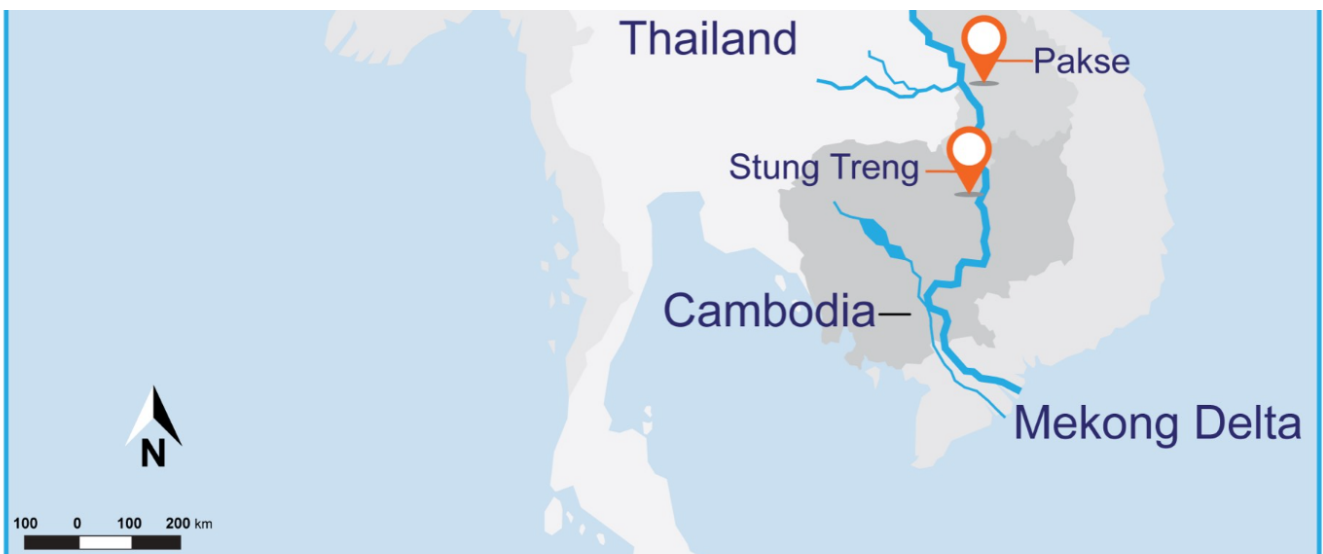 Thailand
Pakse
Stung Treng
Cambodia
Mekong Delta
N
100 0 100 200 km